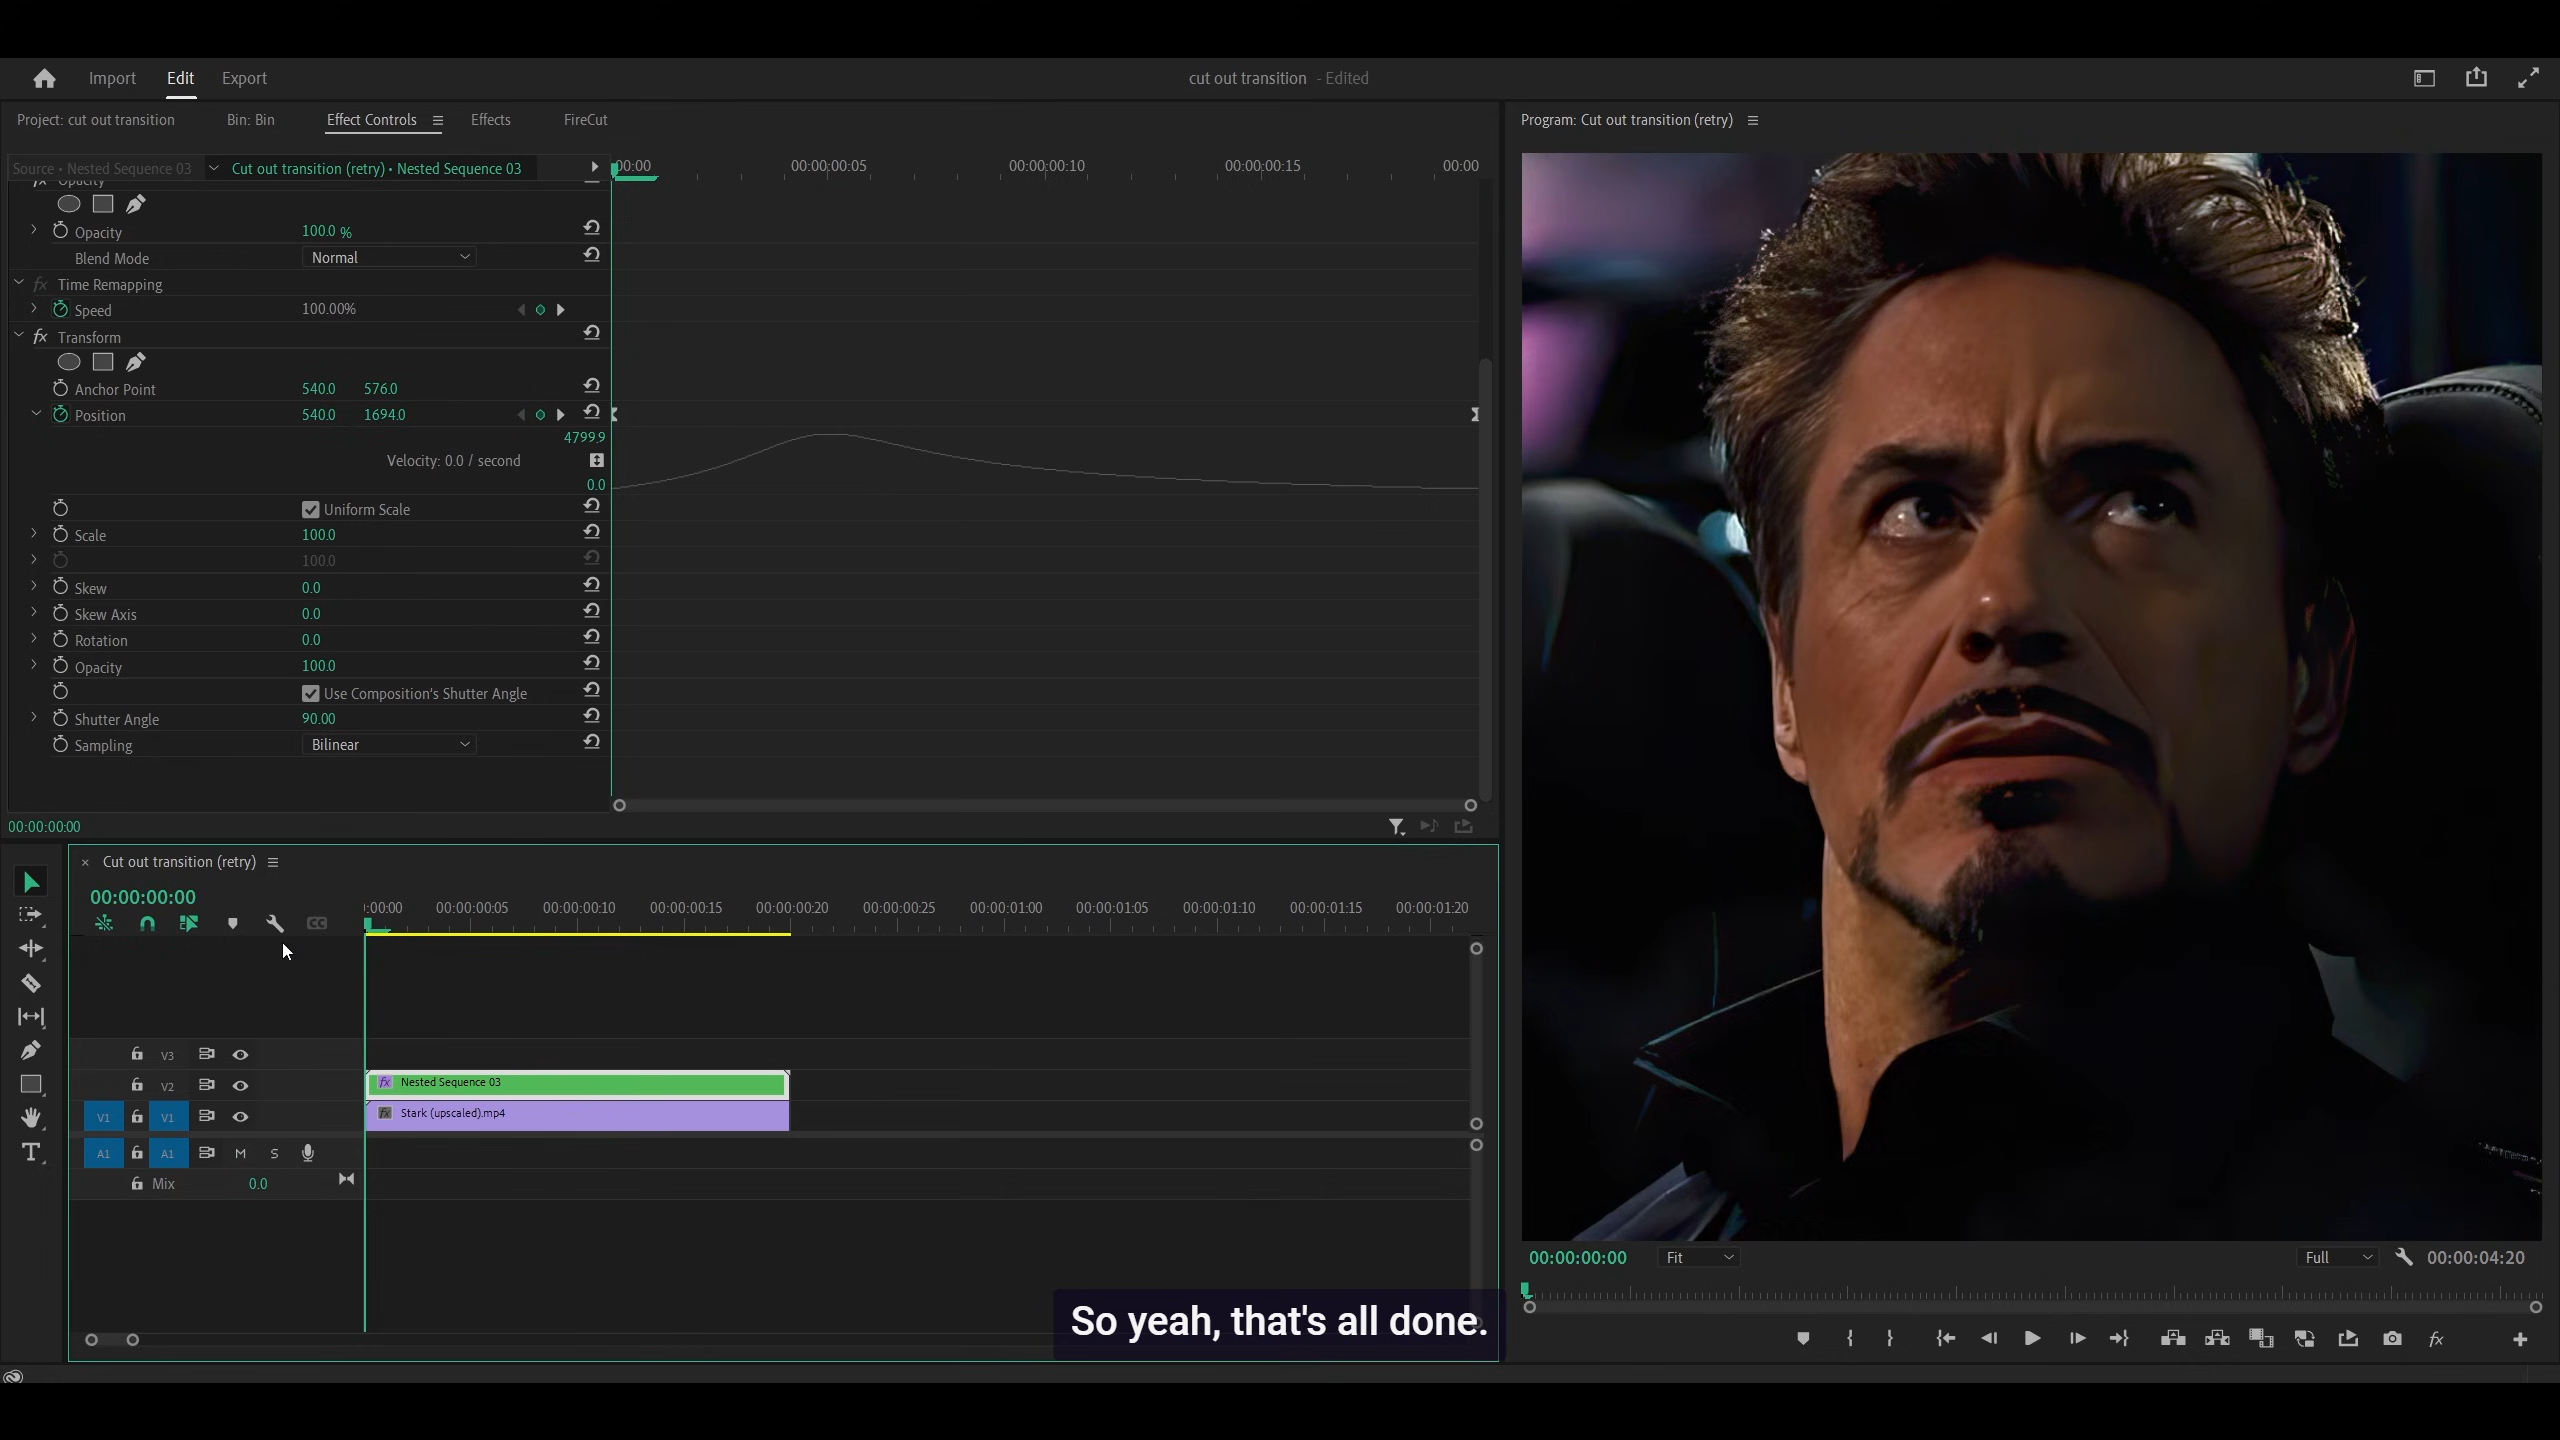 Import Edit Export
cut out transition - Edited
Project: cut out transition Bin: Bin Effect Controls Effects FireCut
Program: Cut out transition (retry)
Source • Nested Sequence 03 Cut out transition (retry) • Nested Sequence 03
:00:00 00:00:00:05 00:00:00:10 00:00:00:15 00:00
fx Opacity
Opacity 100.0 %
Blend Mode Normal
fx Time Remapping
Speed 100.00%
fx Transform
Anchor Point 540.0 576.0
Position 540.0 1694.0
4799.9
Velocity: 0.0 / second
0.0
Uniform Scale
Scale 100.0
100.0
Skew 0.0
Skew Axis 0.0
Rotation 0.0
Opacity 100.0
Use Composition's Shutter Angle
Shutter Angle 90.00
Sampling Bilinear
00:00:00:00
× Cut out transition (retry)
00:00:00:00
:00:00 00:00:00:05 00:00:00:10 00:00:00:15 00:00:00:20 00:00:00:25 00:00:01:00 00:00:01:05 00:00:01:10 00:00:01:15 00:00:01:20
CC
V3
V2 fx Nested Sequence 03
V1 V1 fx Stark (upscaled).mp4
A1 A1 M S
Mix 0.0
T
00:00:00:00 Fit Full 00:00:04:20
fx
So yeah, that's all done.